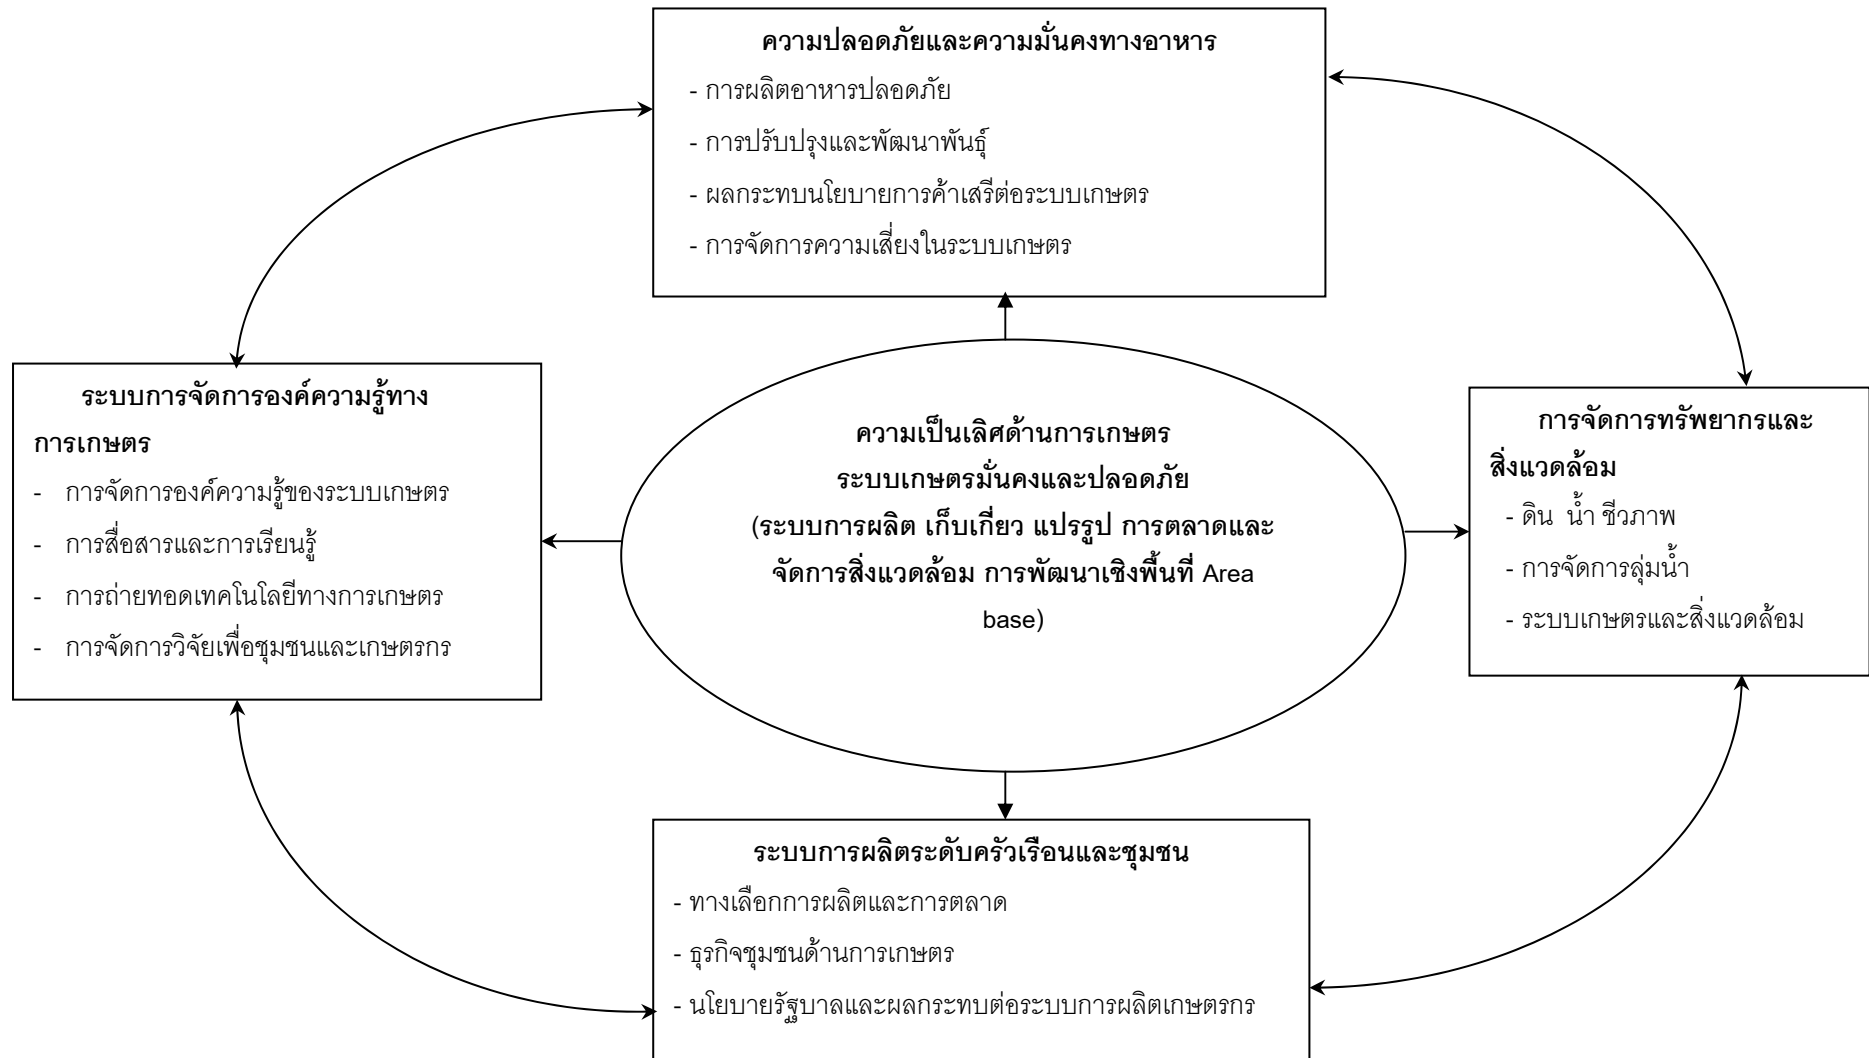 ความปลอดภัยและความมั่นคงทางอาหาร
- การผลิตอาหารปลอดภัย
- การปรับปรุงและพัฒนาพันธุ์
- ผลกระทบนโยบายการค้าเสรีต่อระบบเกษตร
- การจัดการความเสี่ยงในระบบเกษตร
ระบบการจัดการองค์ความรู้ทาง
การเกษตร
- การจัดการองค์ความรู้ของระบบเกษตร
- การสื่อสารและการเรียนรู้
- การถ่ายทอดเทคโนโลยีทางการเกษตร
- การจัดการวิจัยเพื่อชุมชนและเกษตรกร
ความเป็นเลิศด้านการเกษตร
ระบบเกษตรมั่นคงและปลอดภัย
(ระบบการผลิต เก็บเกี่ยว แปรรูป การตลาดและ
จัดการสิ่งแวดล้อม การพัฒนาเชิงพื้นที่ Area
base)
การจัดการทรัพยากรและ
สิ่งแวดล้อม
- ดิน น้ำ ชีวภาพ
- การจัดการลุ่มน้ำ
- ระบบเกษตรและสิ่งแวดล้อม
ระบบการผลิตระดับครัวเรือนและชุมชน
- ทางเลือกการผลิตและการตลาด
- ธุรกิจชุมชนด้านการเกษตร
- นโยบายรัฐบาลและผลกระทบต่อระบบการผลิตเกษตรกร